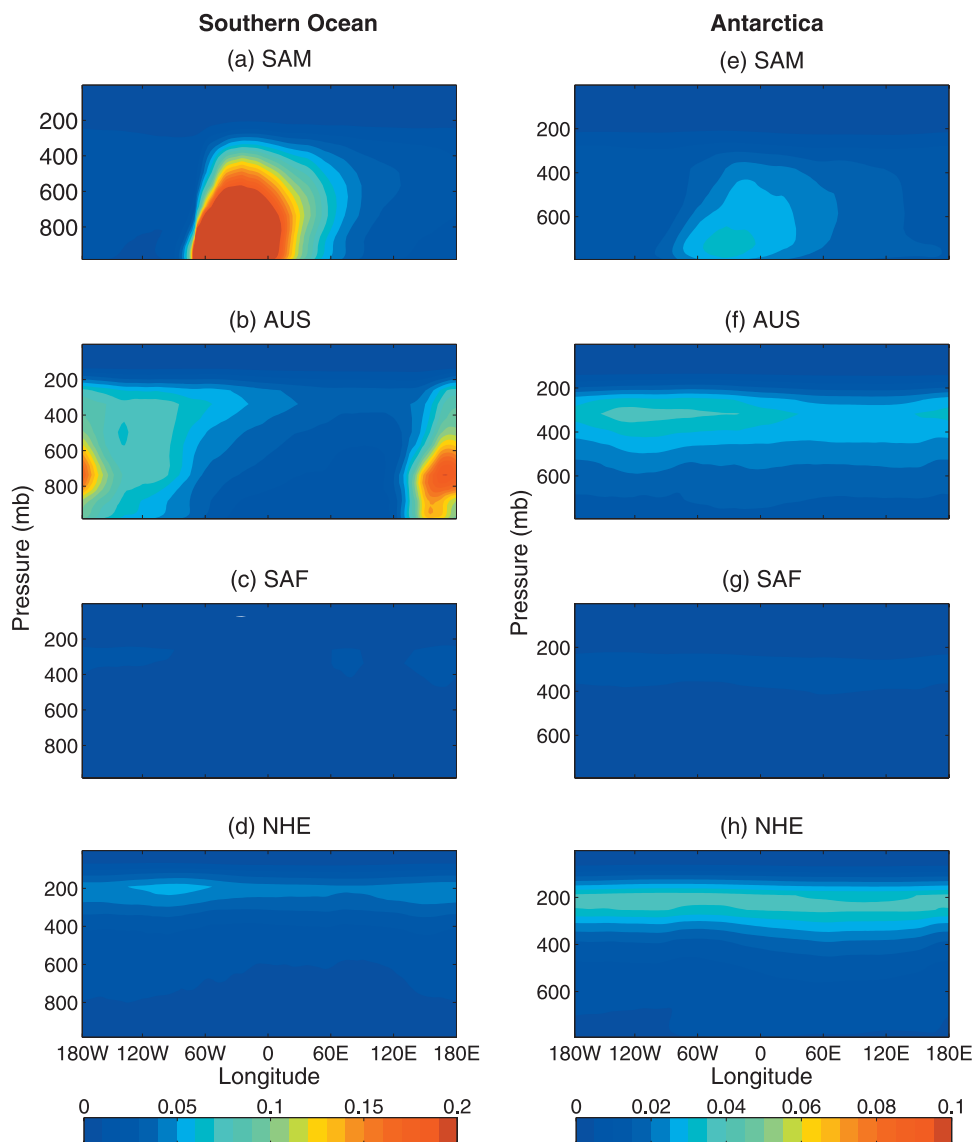 Southern Ocean
Antarctica
(a) SAM
200
400
600
800
(e) SAM
200
400
600
(b) AUS
200
400
600
800
(f) AUS
200
400
600
Pressure (mb)
Pressure (mb)
(c) SAF
200
400
600
800
(g) SAF
200
400
600
(d) NHE
200
400
600
800
180W 120W 60W 0 60E 120E 180E
Longitude
(h) NHE
200
400
600
180W 120W 60W 0 60E 120E 180E
Longitude
0 0.05 0.1 0.15 0.2
0 0.02 0.04 0.06 0.08 0.1